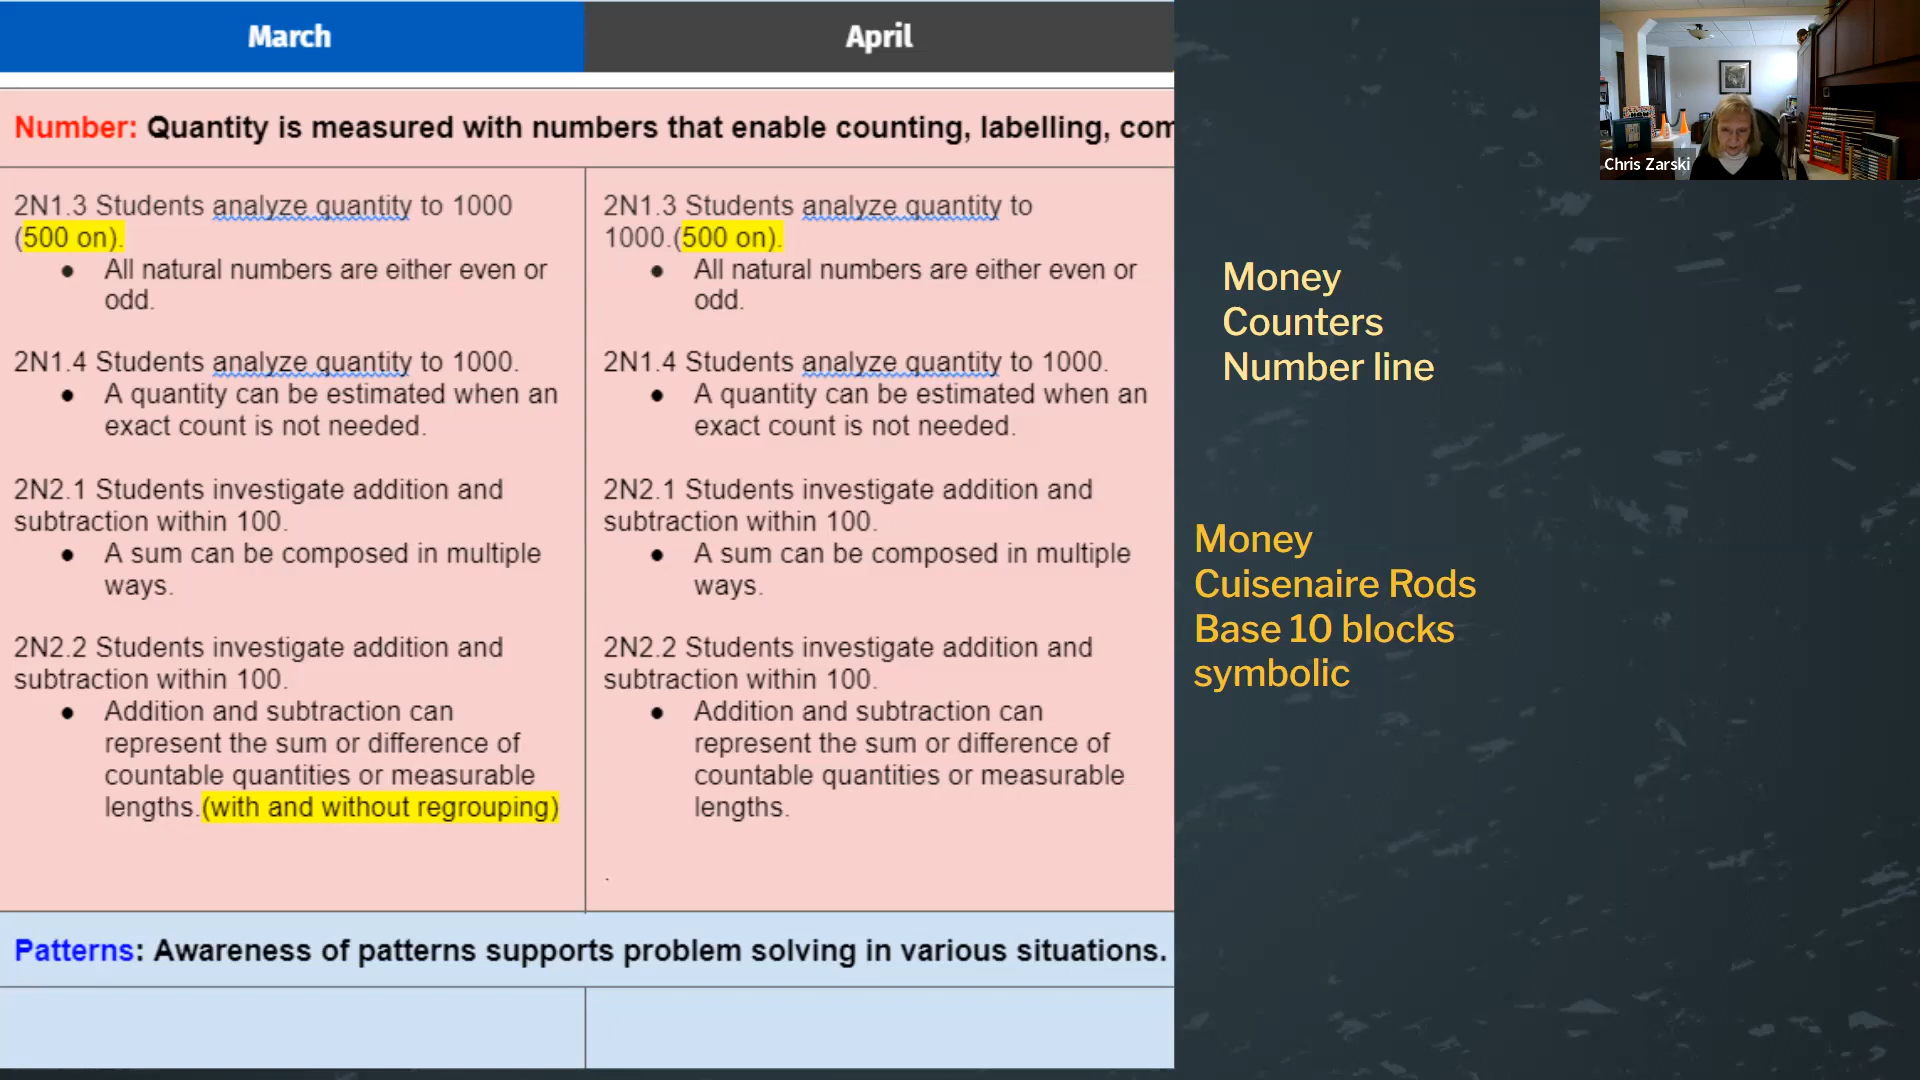 March
April
Number: Quantity is measured with numbers that enable counting, labelling, com
2N1.3 Students analyze quantity to 1000
(500 on).
● All natural numbers are either even or
odd.
2N1.4 Students analyze quantity to 1000.
● A quantity can be estimated when an
exact count is not needed.
2N2.1 Students investigate addition and
subtraction within 100.
● A sum can be composed in multiple
ways.
2N2.2 Students investigate addition and
subtraction within 100.
● Addition and subtraction can
represent the sum or difference of
countable quantities or measurable
lengths.(with and without regrouping)
2N1.3 Students analyze quantity to
1000.(500 on).
● All natural numbers are either even or
odd.
2N1.4 Students analyze quantity to 1000.
● A quantity can be estimated when an
exact count is not needed.
2N2.1 Students investigate addition and
subtraction within 100.
● A sum can be composed in multiple
ways.
2N2.2 Students investigate addition and
subtraction within 100.
● Addition and subtraction can
represent the sum or difference of
countable quantities or measurable
lengths.
.
Patterns: Awareness of patterns supports problem solving in various situations.
Money
Counters
Number line
Money
Cuisenaire Rods
Base 10 blocks
symbolic
Chris Zarski